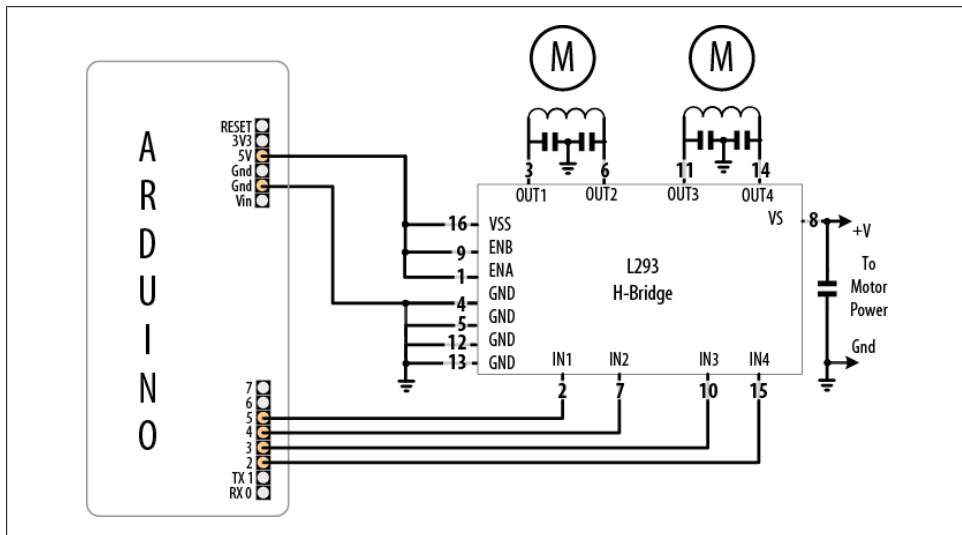 M
M
ARDUINO
RESET
3V3
5V
Gnd
Gnd
Vin
3
6
11
14
OUT1
OUT2
OUT3
OUT4
16
VSS
9
ENB
1
ENA
4
GND
5
GND
12
GND
13
GND
L293
H-Bridge
VS
8
+V
To
Motor
Power
Gnd
IN1
IN2
IN3
IN4
2
7
10
15
7
6
5
4
3
2
TX 1
RX 0